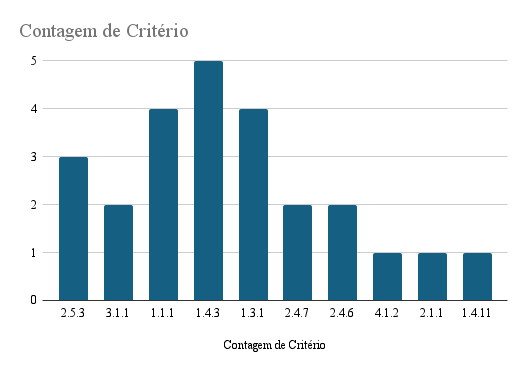 Contagem de Critério
5
4
3
2
1
0
2.5.3 3.1.1 1.1.1 1.4.3 1.3.1 2.4.7 2.4.6 4.1.2 2.1.1 1.4.11
Contagem de Critério